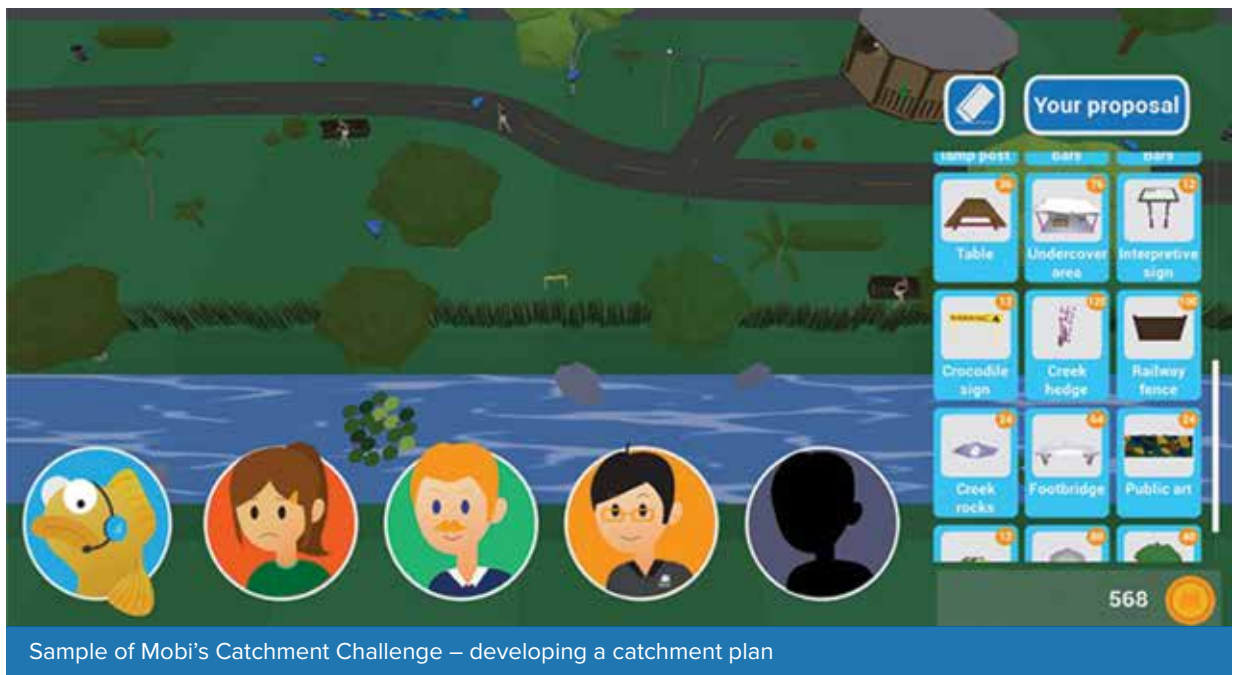 Your proposal
lamp post Bars Bars
36 76 12
Table Undercover area Interpretive sign
12 120 100
WARNING
Crocodile sign Creek hedge Railway fence
24 64 24
Creek rocks Footbridge Public art
12 80 40
568
Sample of Mobi’s Catchment Challenge – developing a catchment plan